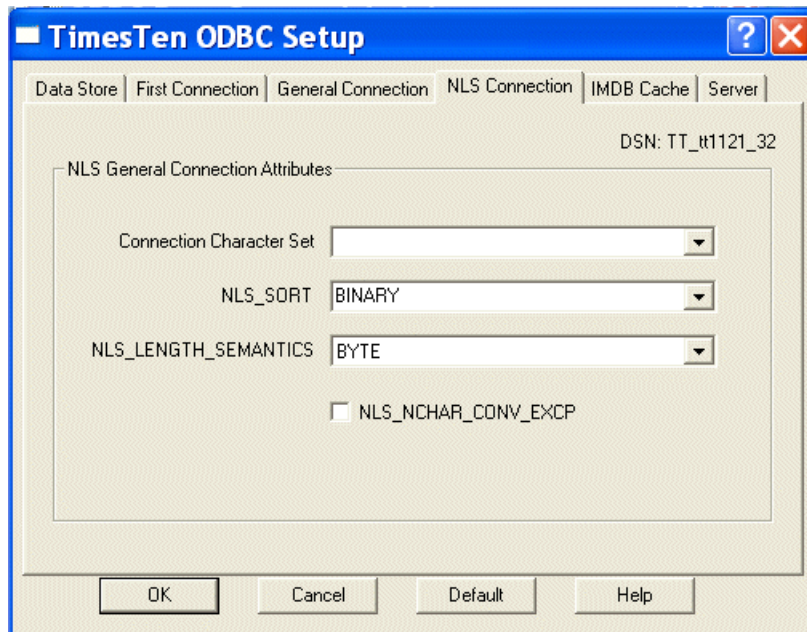 TimesTen ODBC Setup
?
Data Store First Connection General Connection NLS Connection IMDB Cache Server
DSN: TT_tt1121_32
NLS General Connection Attributes
Connection Character Set
NLS_SORT BINARY
NLS_LENGTH_SEMANTICS BYTE
NLS_NCHAR_CONV_EXCP
OK Cancel Default Help